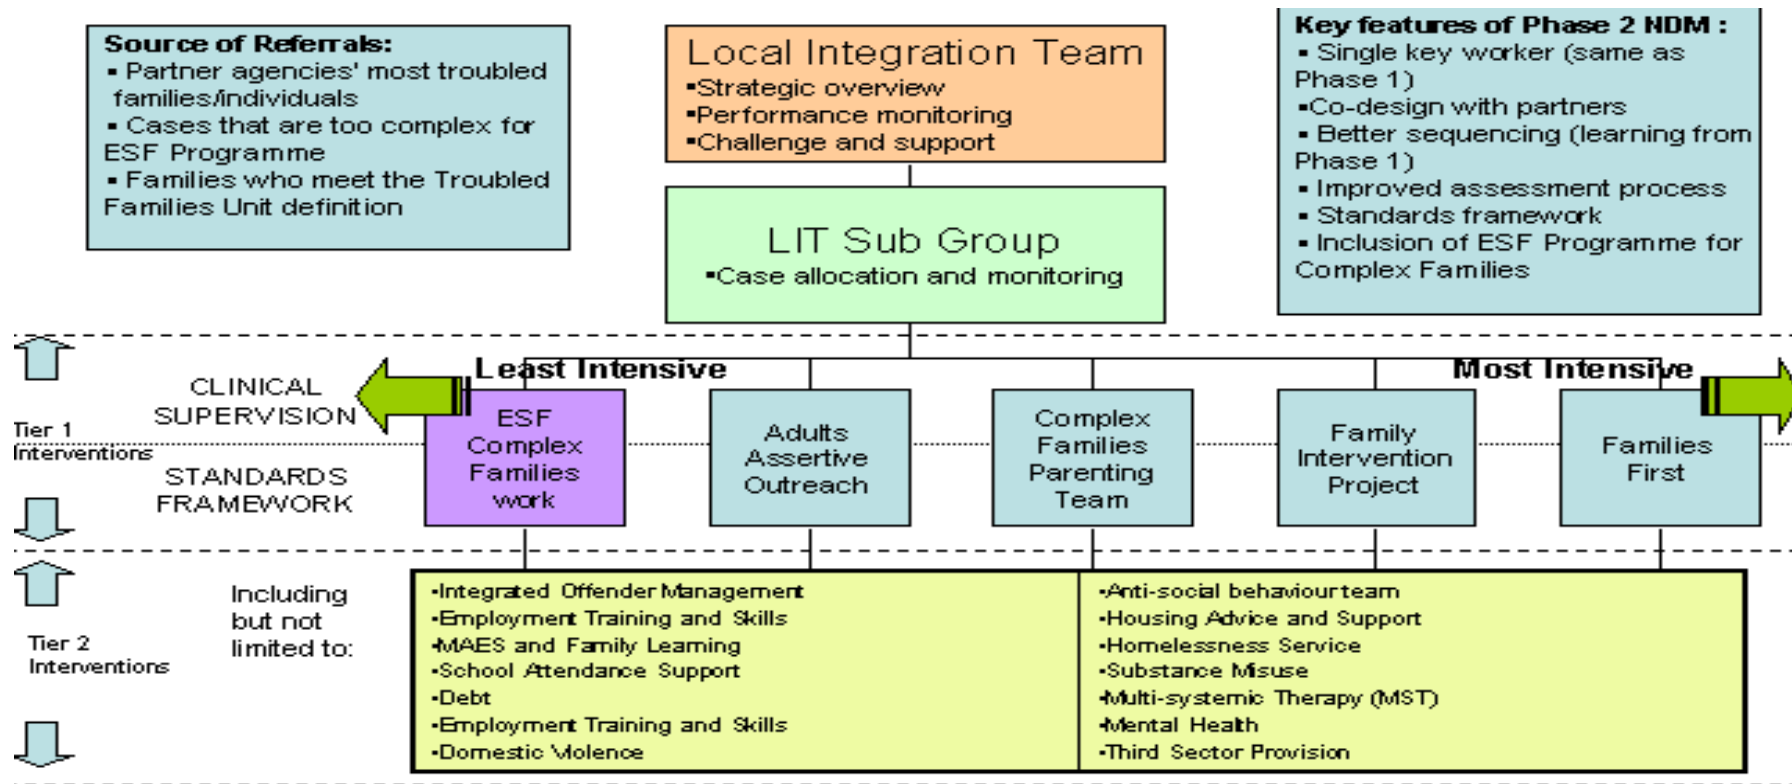 Source of Referrals:
▪ Partner agencies' most troubled
families/individuals
▪ Cases that are too complex for
ESF Programme
▪ Families who meet the Troubled
Families Unit definition
Local Integration Team
▪Strategic overview
▪Performance monitoring
▪Challenge and support
LIT Sub Group
▪Case allocation and monitoring
Key features of Phase 2 NDM :
▪ Single key worker (same as
Phase 1)
▪Co-design with partners
▪ Better sequencing (learning from
Phase 1)
▪ Improved assessment process
▪ Standards framework
▪ Inclusion of ESF Programme for
Complex Families
Least Intensive
Most Intensive
CLINICAL
SUPERVISION
Tier 1
Interventions
STANDARDS
FRAMEWORK
ESF
Complex
Families
work
Adults
Assertive
Outreach
Complex
Families
Parenting
Team
Family
Intervention
Project
Families
First
Tier 2
Interventions
Including
but not
limited to:
▪Integrated Offender Management
▪Employment Training and Skills
▪MAES and Family Learning
▪School Attendance Support
▪Debt
▪Employment Training and Skills
▪Domestic Violence
▪Anti-social behaviour team
▪Housing Advice and Support
▪Homelessness Service
▪Substance Misuse
▪Multi-systemic Therapy (MST)
▪Mental Health
▪Third Sector Provision